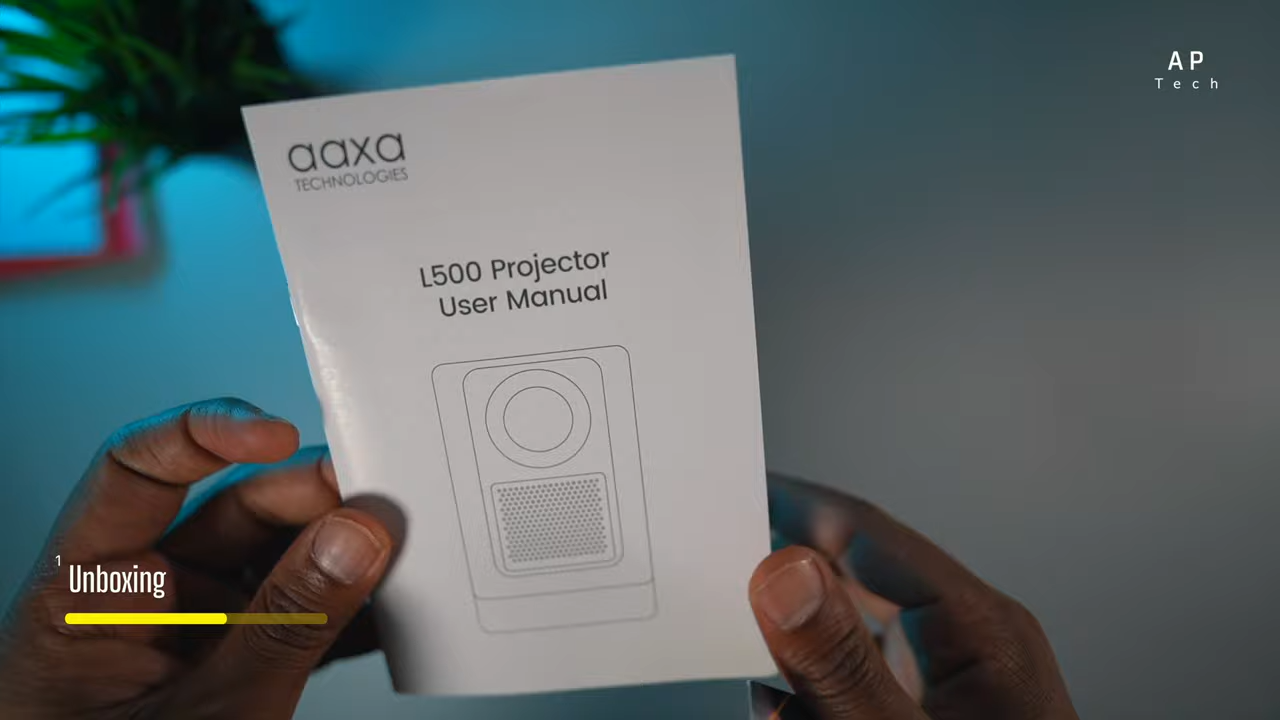 AP
Tech
aaxa
TECHNOLOGIES
L500 Projector
User Manual
1
Unboxing